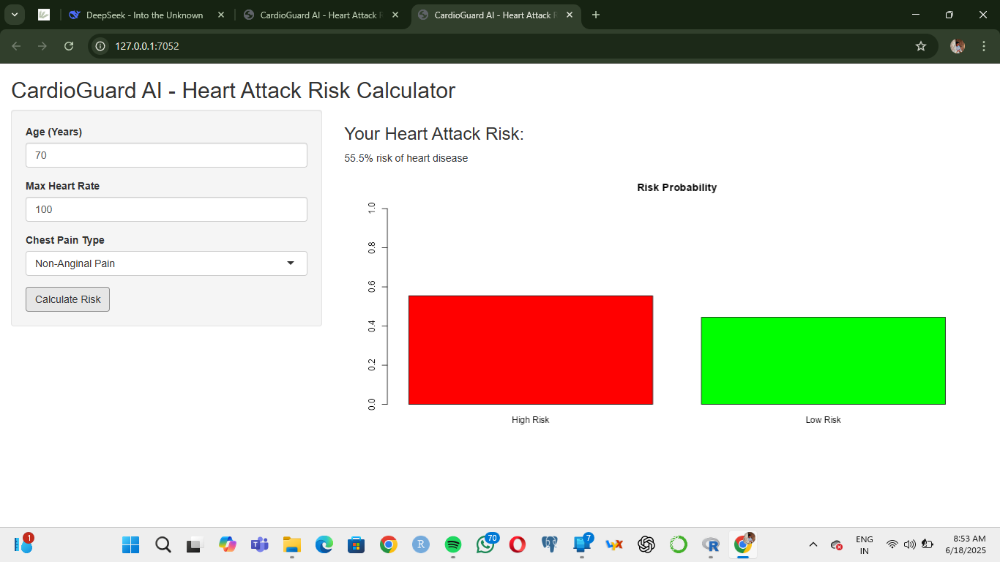 DeepSeek - Into the Unknown
CardioGuard AI - Heart Attack R
CardioGuard AI - Heart Attack R
127.0.0.1:7052
CardioGuard AI - Heart Attack Risk Calculator
Age (Years)
70
Max Heart Rate
100
Chest Pain Type
Non-Anginal Pain
Calculate Risk
Your Heart Attack Risk:
55.5% risk of heart disease
Risk Probability
1.0
0.8
0.6
0.4
0.2
0.0
High Risk
Low Risk
1
70
7
ENG
IN
8:53 AM
6/18/2025